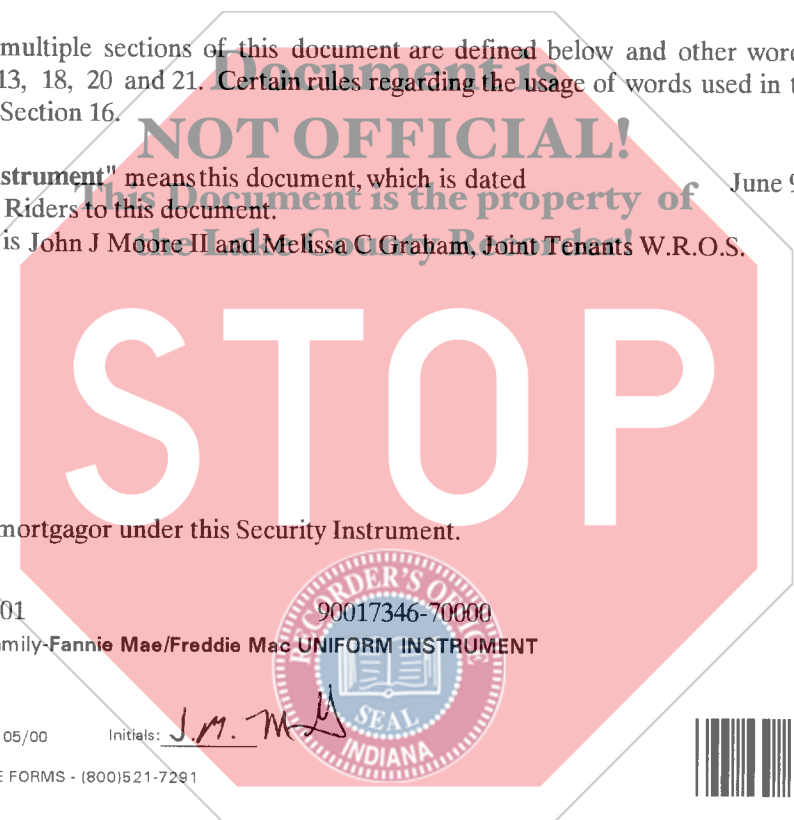 multiple sections of this document are defined below and other wor
13, 18, 20 and 21. Certain rules regarding the usage of words used in
Section 16.
Document is
NOT OFFICIAL!
This Document is the property of
the Lake County Recorder!
strument" means this document, which is dated June 9
Riders to this document.
is John J Moore II and Melissa C Graham, Joint Tenants W.R.O.S.
STOP
mortgagor under this Security Instrument.
01 90017346-70000
mily-Fannie Mae/Freddie Mac UNIFORM INSTRUMENT
RECORDER'S OFFICE
SEAL
INDIANA
05/00 Initials: J.M. MG
E FORMS - (800)521-7291